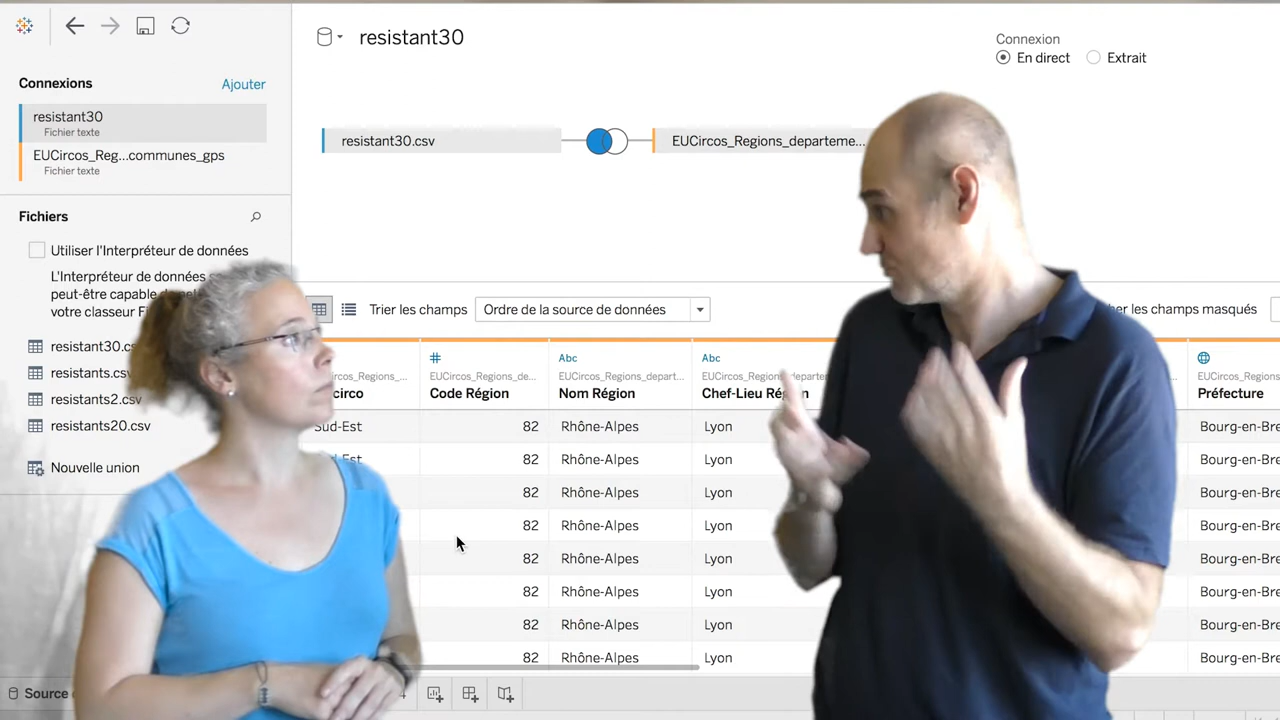 resistant30
Connexion
En direct
Extrait
Connexions
Ajouter
resistant30
Fichier texte
EUCircos_Reg...communes_gps
Fichier texte
resistant30.csv
EUCircos_Regions_departeme...
Fichiers
Utiliser l'Interpréteur de données
L'Interpréteur de données
peut-être capable
votre classeur
Trier les champs
Ordre de la source de données
les champs masqués
resistant30.cs
resistants.csv
resistants2.csv
resistants20.csv
Nouvelle union
Abc
Abc
rcos_Regions_...
EUCircos_Regions_de...
EUCircos_Regions_depart...
EUCircos_Regions_departe
EUCircos_Regions
circo
Code Région
Nom Région
Chef-Lieu Région
Préfecture
Sud-Est 82 Rhône-Alpes Lyon Bourg-en-Bre
d-Est 82 Rhône-Alpes Lyon Bourg-en-Bre
82 Rhône-Alpes Lyon Bourg-en-Bre
82 Rhône-Alpes Lyon Bourg-en-Bre
82 Rhône-Alpes Lyon Bourg-en-Bre
82 Rhône-Alpes Lyon Bourg-en-Bre
82 Rhône-Alpes Lyon Bourg-en-Bre
82 Rhône-Alpes Lyon Bourg-en-Bre
Source